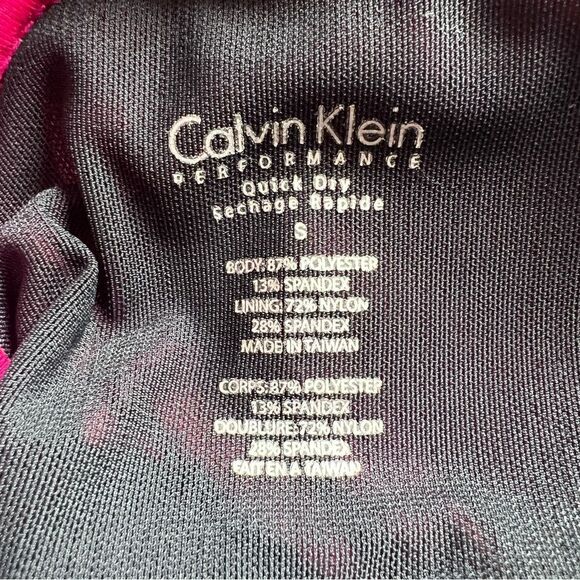 Calvin Klein
PERFORMANCE
Quick Dry
Sechage Rapide
S
BODY: 87% POLYESTER
13% SPANDEX
LINING: 72% NYLON
28% SPANDEX
MADE IN TAIWAN
CORPS: 87% POLYESTER
13% SPANDEX
DOUBLURE: 72% NYLON
28% SPANDEX
FAIT EN A TAIWAN